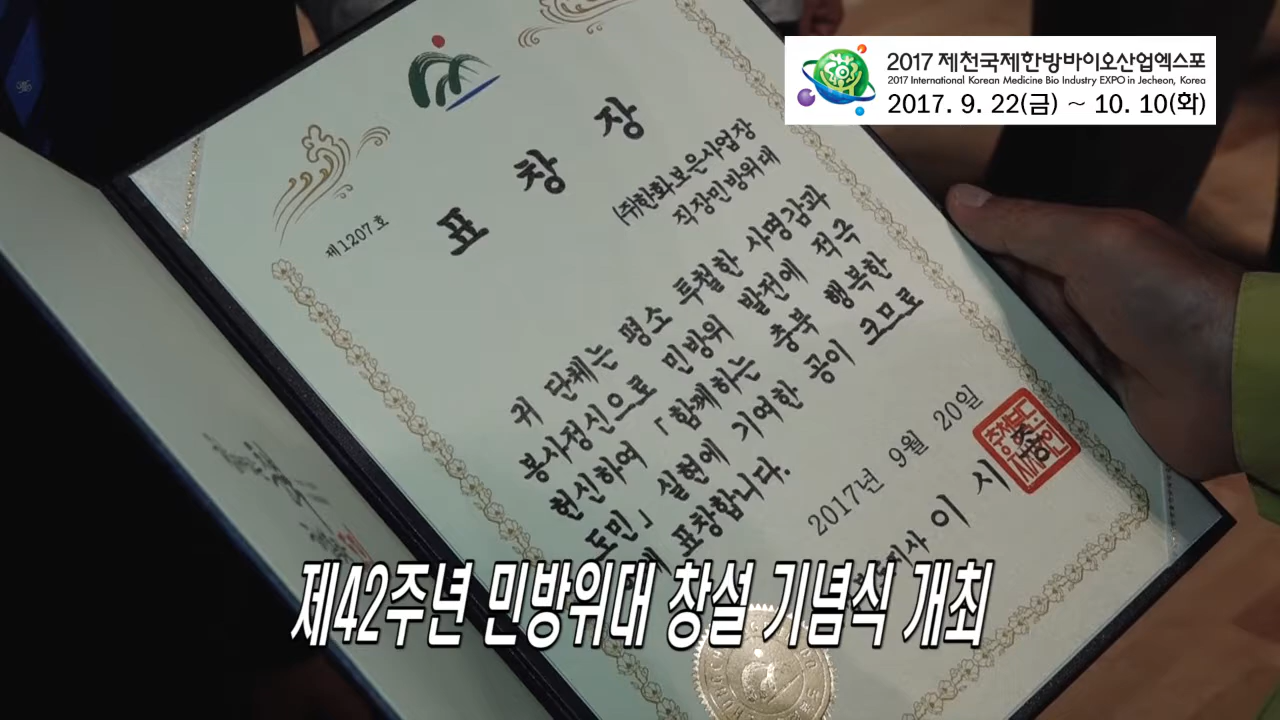 2017 제천국제한방바이오산업엑스포
2017 International Korean Medicine Bio Industry EXPO in Jecheon, Korea
2017. 9. 22(금) ~ 10. 10(화)
제1207호
표창장
(주)한화보은사업장
직장민방위대
귀 단체는 평소 투철한 사명감과
봉사정신으로 민방위 발전에 적극
헌신하여 「함께하는 충북 행복한
도민」 실현에 기여한 공이 크므로
표창합니다.
2017년 9월 20일
이 시
제42주년 민방위대 창설 기념식 개최